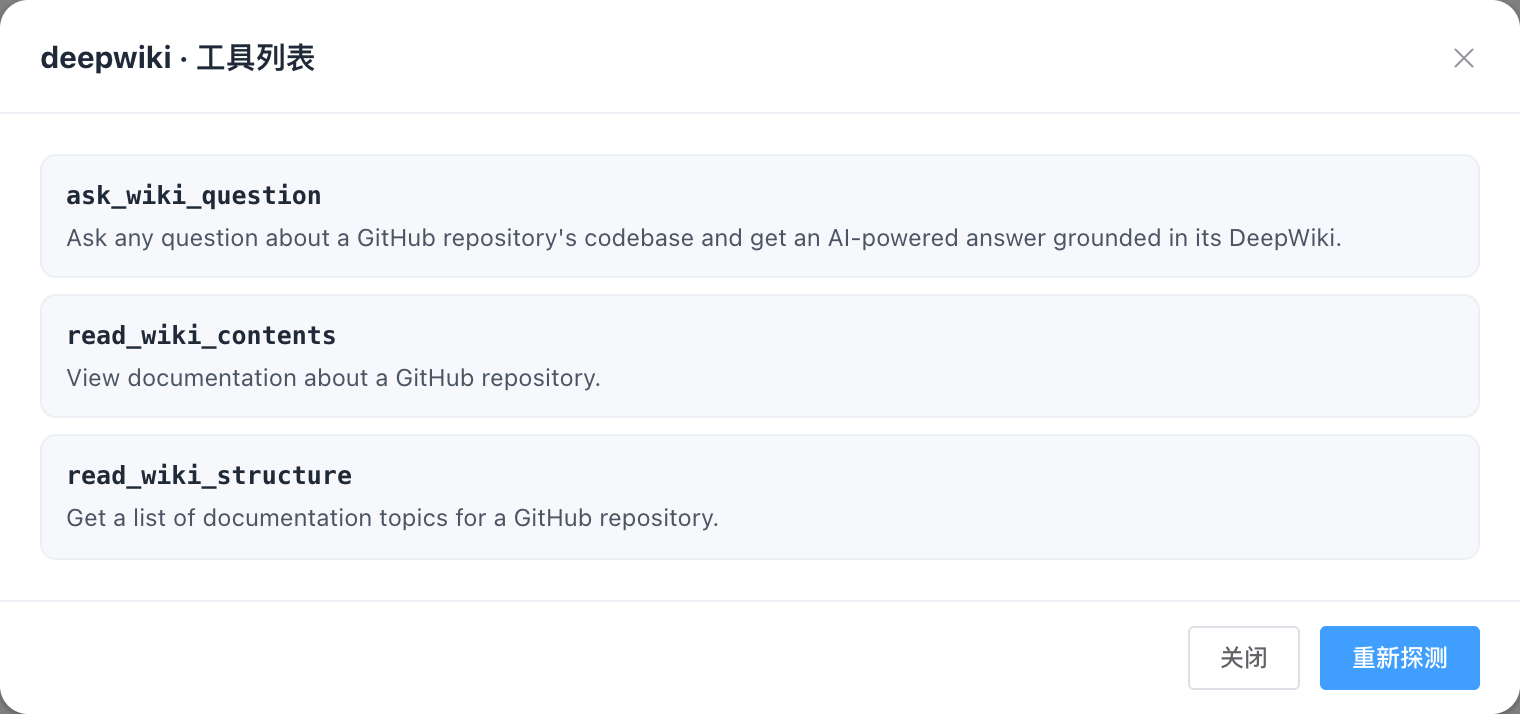 deepwiki · 工具列表
ask_wiki_question
Ask any question about a GitHub repository's codebase and get an AI-powered answer grounded in its DeepWiki.
read_wiki_contents
View documentation about a GitHub repository.
read_wiki_structure
Get a list of documentation topics for a GitHub repository.
关闭
重新探测